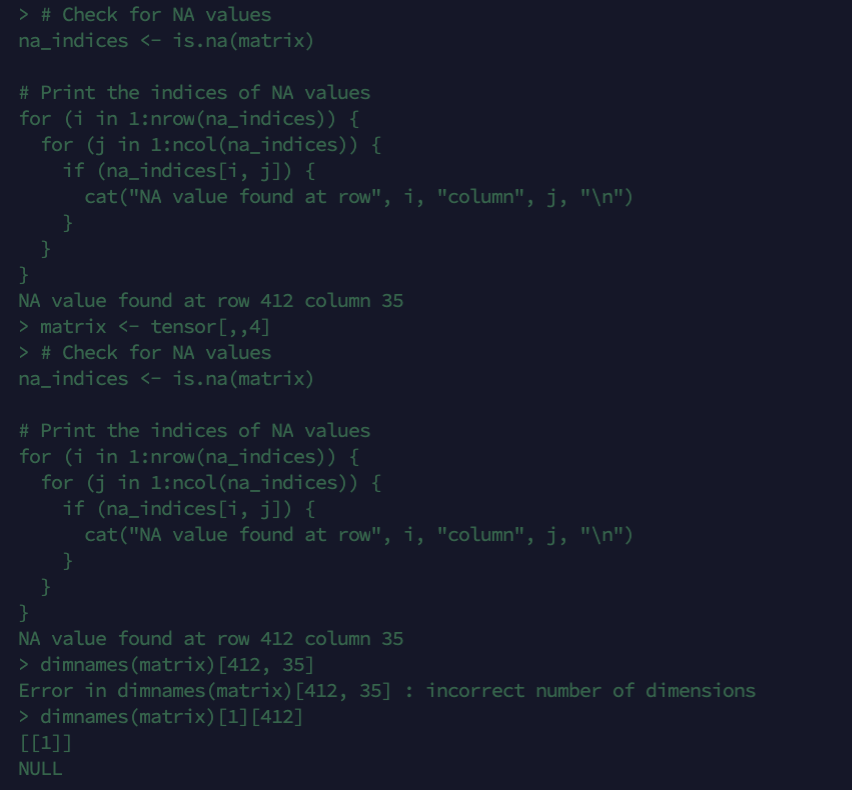 > # Check for NA values
na_indices <- is.na(matrix)
# Print the indices of NA values
for (i in 1:nrow(na_indices)) {
  for (j in 1:ncol(na_indices)) {
    if (na_indices[i, j]) {
      cat("NA value found at row", i, "column", j, "\n")
    }
  }
}
NA value found at row 412 column 35
> matrix <- tensor[,,4]
> # Check for NA values
na_indices <- is.na(matrix)
# Print the indices of NA values
for (i in 1:nrow(na_indices)) {
  for (j in 1:ncol(na_indices)) {
    if (na_indices[i, j]) {
      cat("NA value found at row", i, "column", j, "\n")
    }
  }
}
NA value found at row 412 column 35
> dimnames(matrix)[412, 35]
Error in dimnames(matrix)[412, 35] : incorrect number of dimensions
> dimnames(matrix)[1][412]
[[1]]
NULL